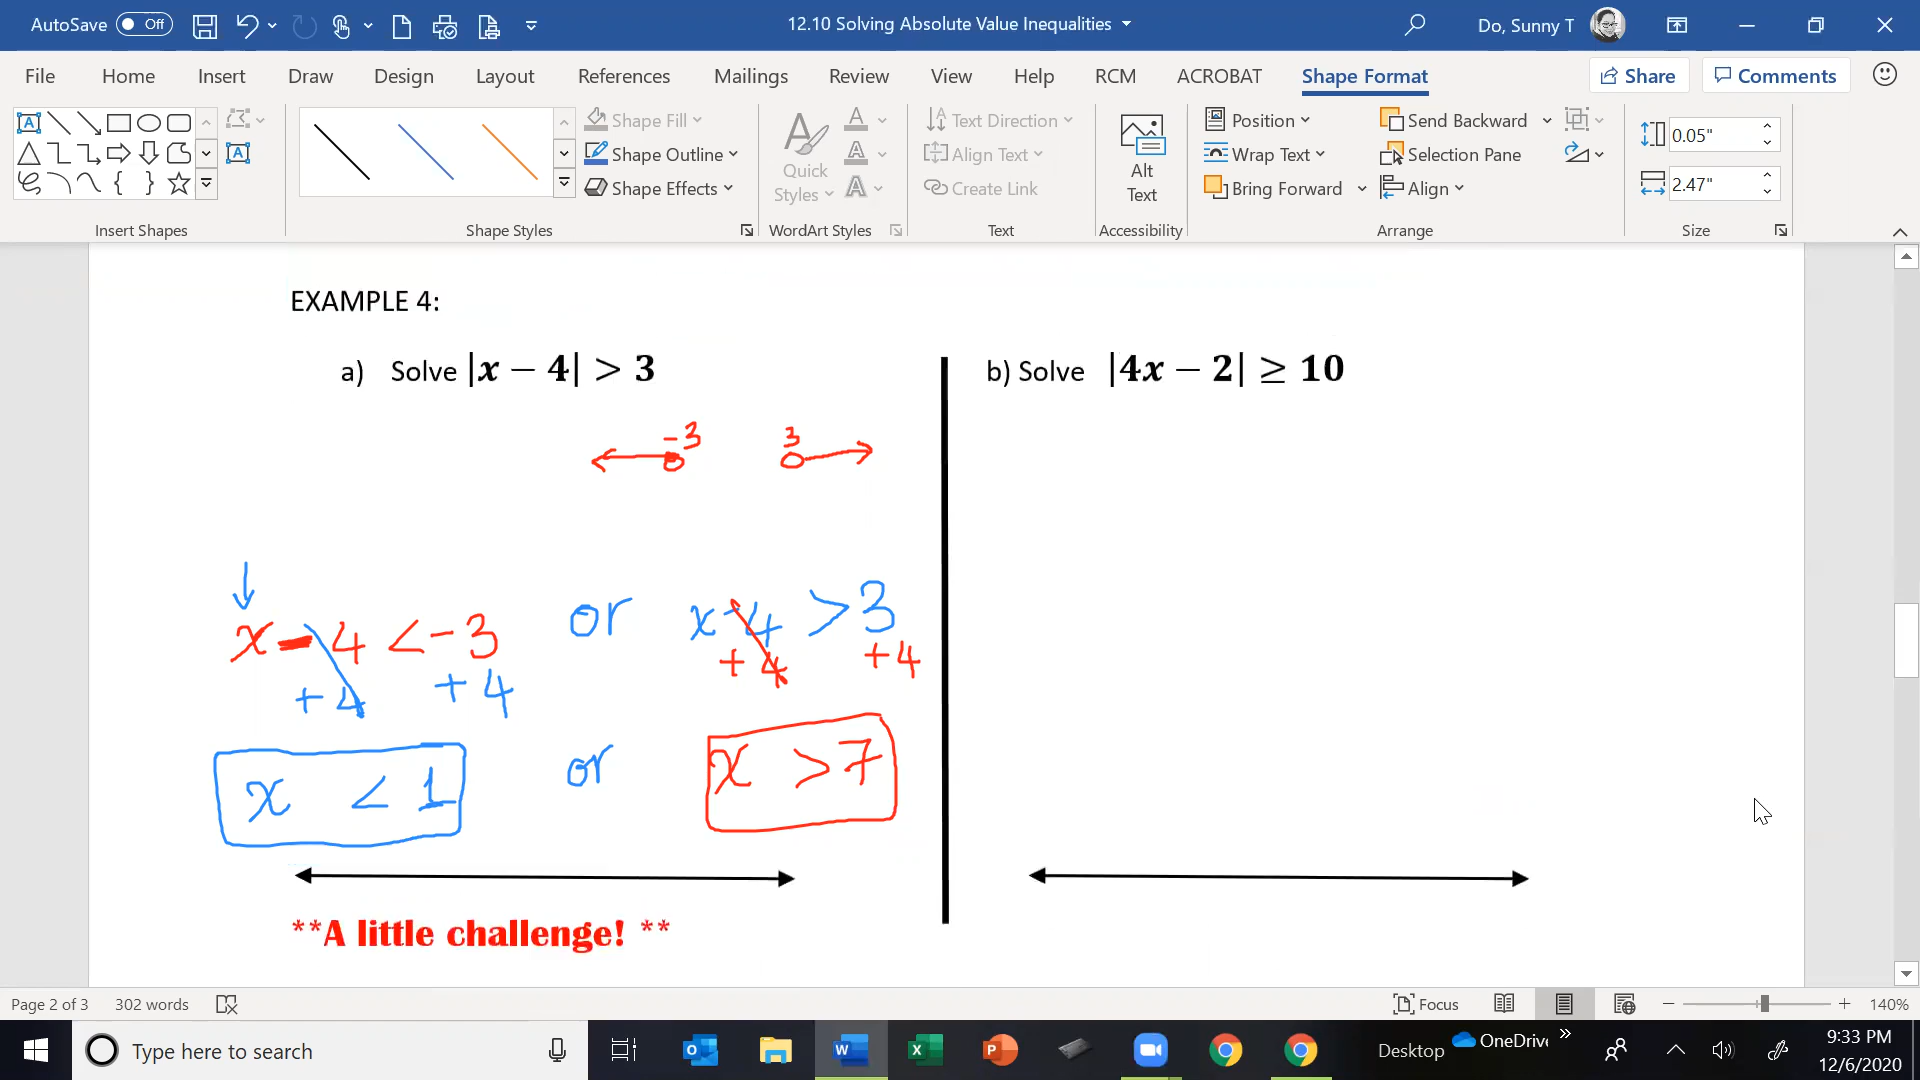 AutoSave Off 12.10 Solving Absolute Value Inequalities Do, Sunny T
File Home Insert Draw Design Layout References Mailings Review View Help RCM ACROBAT Shape Format Share Comments
Shape Fill
Shape Outline
Shape Effects
Quick Styles
Text Direction
Align Text
Create Link
Alt Text
Position
Wrap Text
Bring Forward
Send Backward
Selection Pane
Align
0.05"
2.47"
Insert Shapes Shape Styles WordArt Styles Text Accessibility Arrange Size
EXAMPLE 4:
a) Solve |x − 4| > 3
b) Solve |4x − 2| ≥ 10
−3 3
x − 4 < −3 or x − 4 > 3
+ 4 + 4 + 4 + 4
x < 1 or x > 7
**A little challenge! **
Page 2 of 3 302 words Focus 140%
Type here to search Desktop OneDrive 9:33 PM
12/6/2020